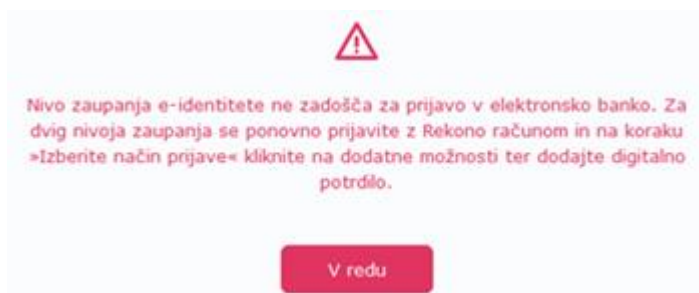 Nivo zaupanja e-identitete ne zadošča za prijavo v elektronsko banko. Za
dvig nivoja zaupanja se ponovno prijavite z Rekono računom in na koraku
»Izberite način prijave« kliknite na dodatne možnosti ter dodajte digitalno
potrdilo.
V redu